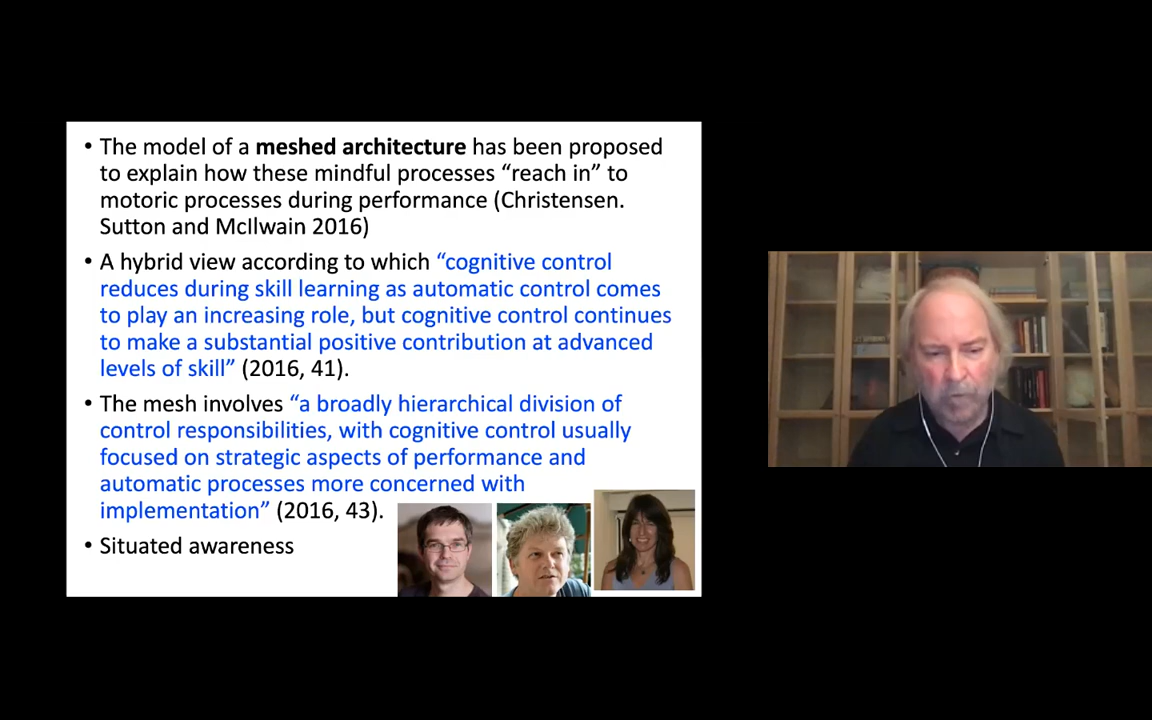 • The model of a meshed architecture has been proposed
to explain how these mindful processes “reach in” to
motoric processes during performance (Christensen.
Sutton and McIlwain 2016)
• A hybrid view according to which “cognitive control
reduces during skill learning as automatic control comes
to play an increasing role, but cognitive control continues
to make a substantial positive contribution at advanced
levels of skill” (2016, 41).
• The mesh involves “a broadly hierarchical division of
control responsibilities, with cognitive control usually
focused on strategic aspects of performance and
automatic processes more concerned with
implementation” (2016, 43).
• Situated awareness